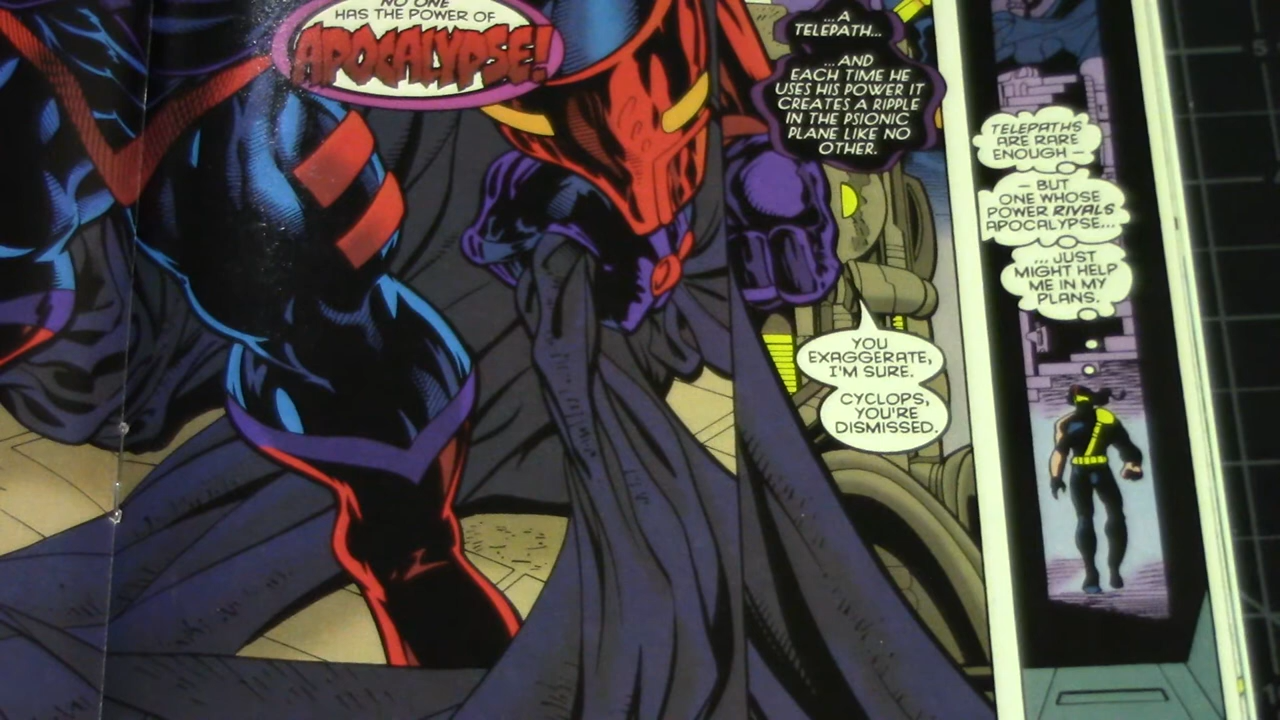 NO ONE
HAS THE POWER OF
APOCALYPSE!
...A
TELEPATH...
...AND
EACH TIME HE
USES HIS POWER IT
CREATES A RIPPLE
IN THE PSIONIC
PLANE LIKE NO
OTHER.
YOU
EXAGGERATE,
I'M SURE.
CYCLOPS,
YOU'RE
DISMISSED.
TELEPATHS
ARE RARE
ENOUGH —
— BUT
ONE WHOSE
POWER RIVALS
APOCALYPSE...
... JUST
MIGHT HELP
ME IN MY
PLANS.